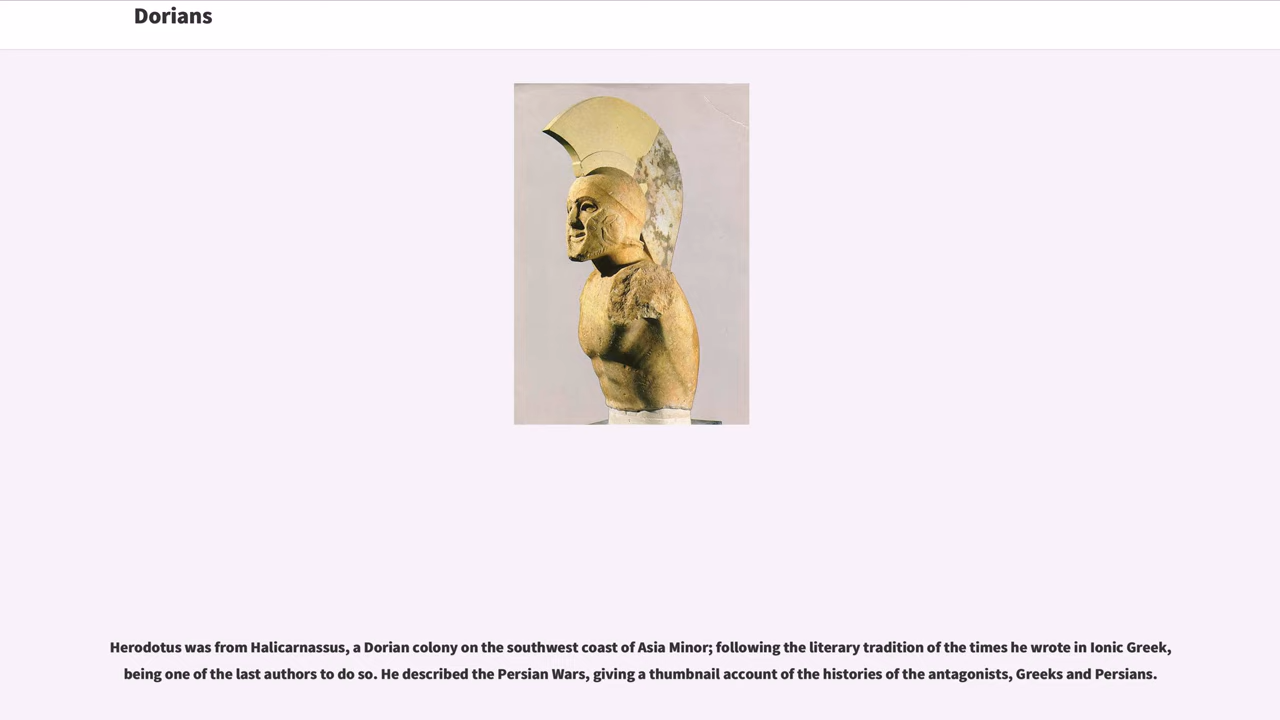 Dorians
Herodotus was from Halicarnassus, a Dorian colony on the southwest coast of Asia Minor; following the literary tradition of the times he wrote in Ionic Greek,
being one of the last authors to do so. He described the Persian Wars, giving a thumbnail account of the histories of the antagonists, Greeks and Persians.